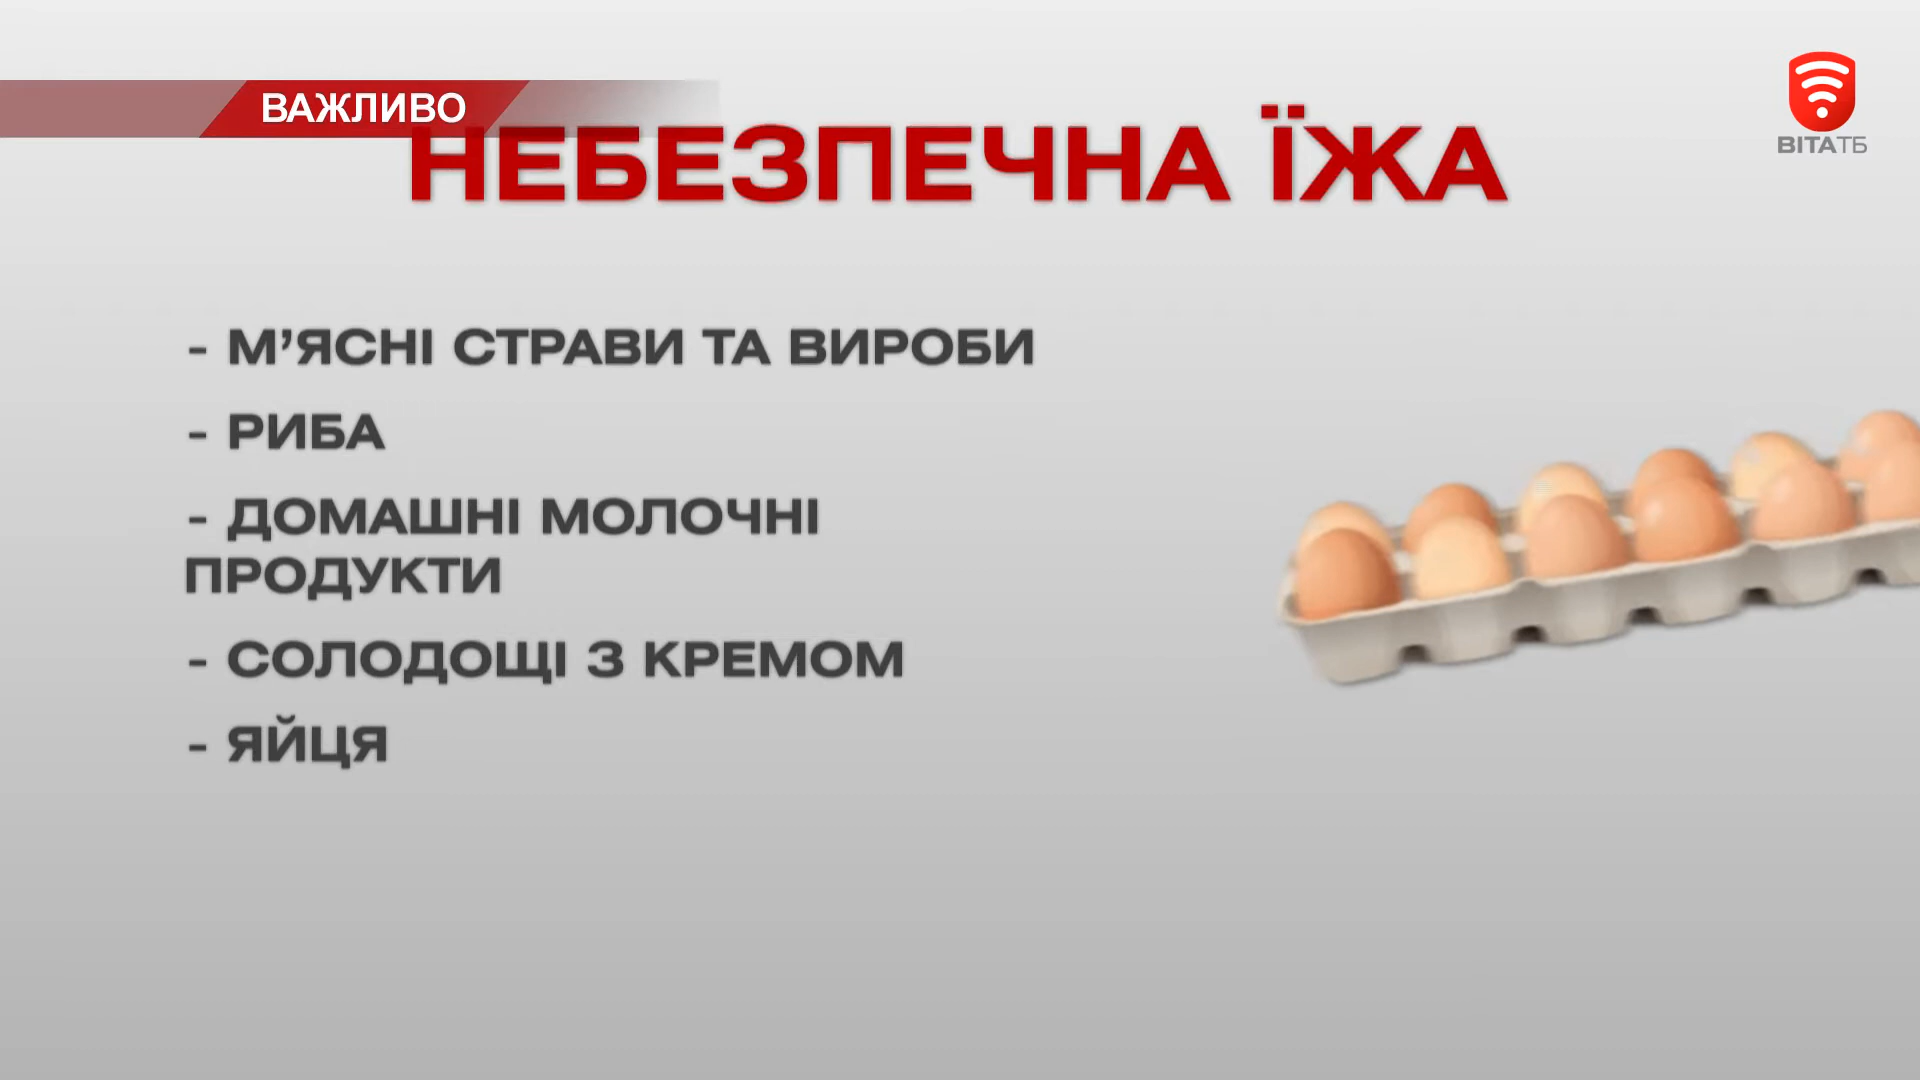 ВАЖЛИВО
ВІТАТБ
НЕБЕЗПЕЧНА ЇЖА
- М’ЯСНІ СТРАВИ ТА ВИРОБИ
- РИБА
- ДОМАШНІ МОЛОЧНІ
ПРОДУКТИ
- СОЛОДОЩІ З КРЕМОМ
- ЯЙЦЯ